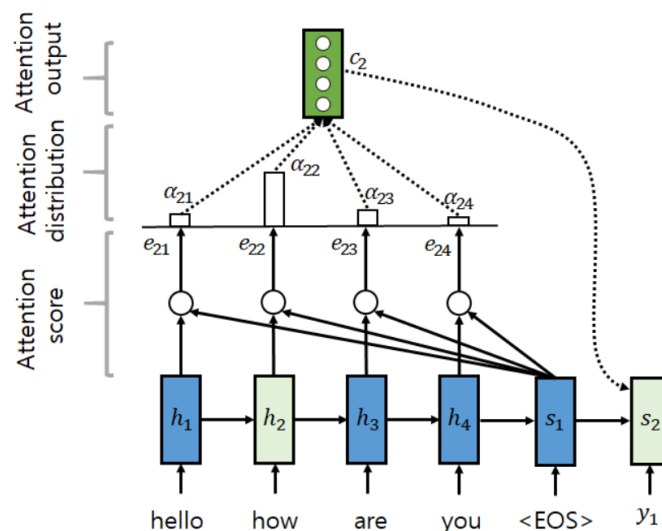 Attention output
c₂
Attention distribution
α₂₁
α₂₂
α₂₃
α₂₄
e₂₁
e₂₂
e₂₃
e₂₄
Attention score
h₁
h₂
h₃
h₄
s₁
s₂
hello
how
are
you
<EOS>
y₁